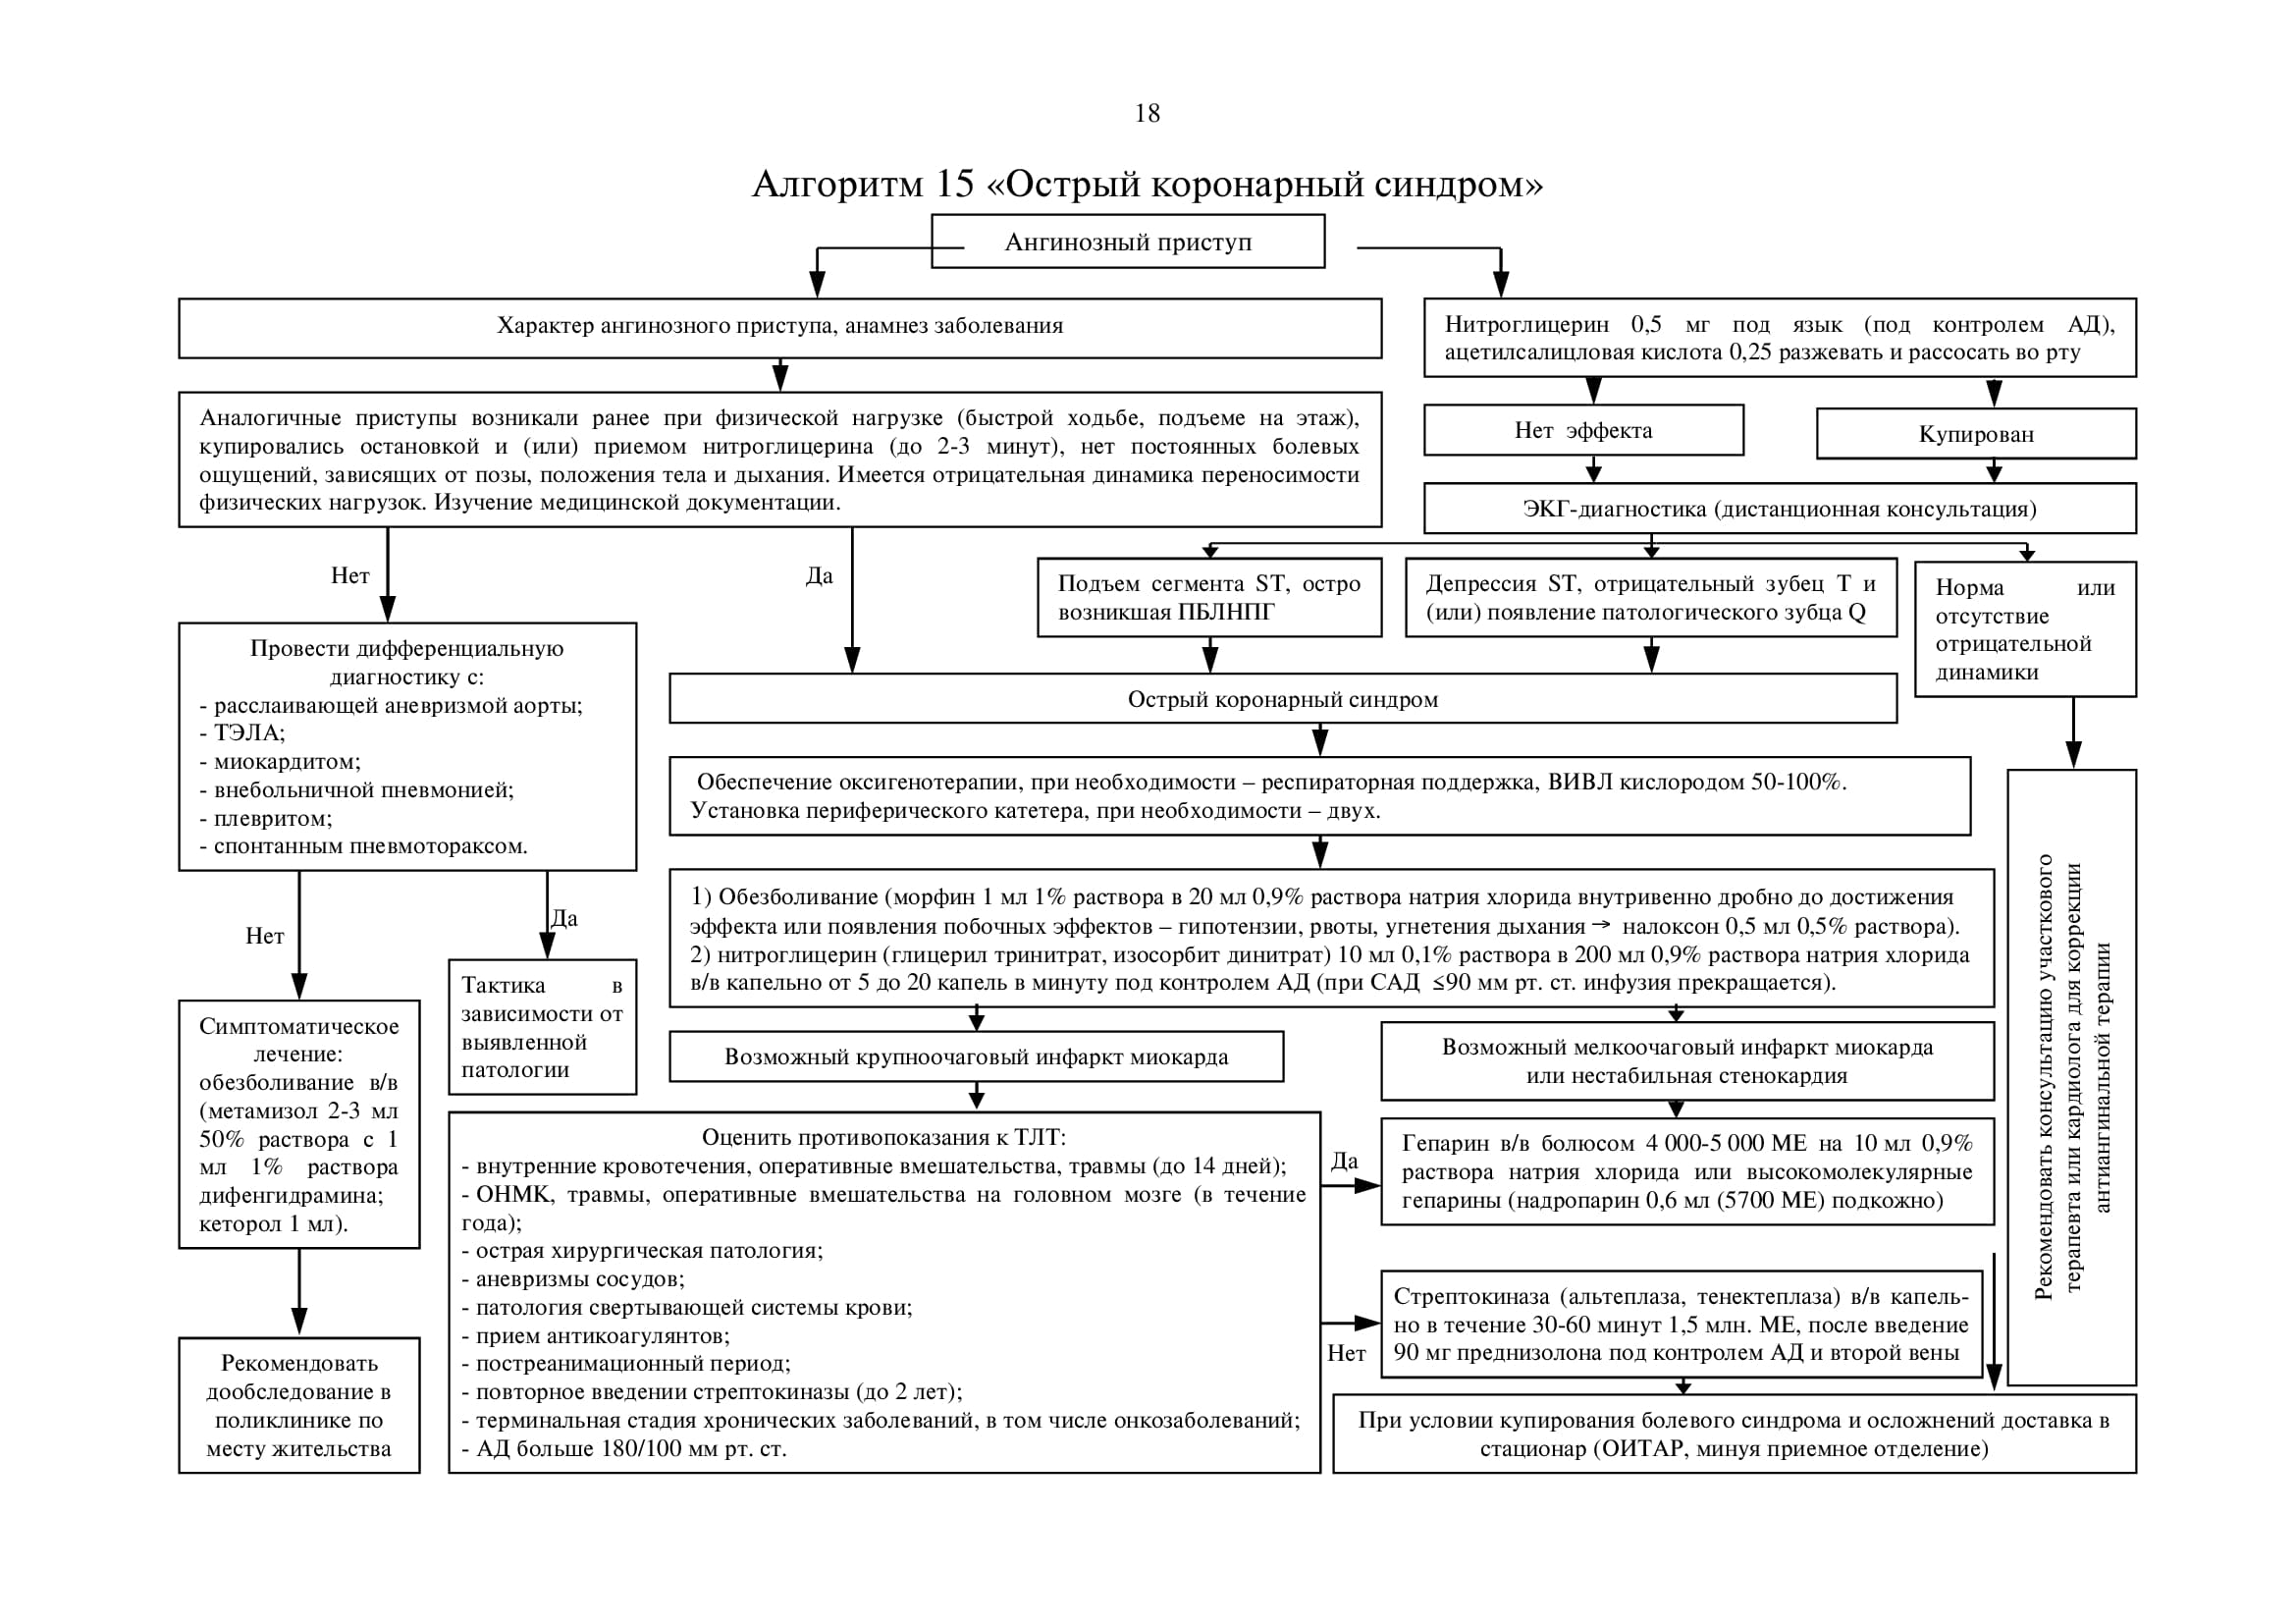 18
Алгоритм 15 «Острый коронарный синдром»
Ангинозный приступ
Характер ангинозного приступа, анамнез заболевания
Нитроглицерин 0,5 мг под язык (под контролем АД),
ацетилсалицловая кислота 0,25 разжевать и рассосать во рту
Аналогичные приступы возникали ранее при физической нагрузке (быстрой ходьбе, подъеме на этаж),
купировались остановкой и (или) приемом нитроглицерина (до 2-3 минут), нет постоянных болевых
ощущений, зависящих от позы, положения тела и дыхания. Имеется отрицательная динамика переносимости
физических нагрузок. Изучение медицинской документации.
Нет эффекта
Купирован
ЭКГ-диагностика (дистанционная консультация)
Нет
Да
Подъем сегмента ST, остро
возникшая ПБЛНПГ
Депрессия ST, отрицательный зубец Т и
(или) появление патологического зубца Q
Норма или
отсутствие
отрицательной
динамики
Провести дифференциальную
диагностику с:
- расслаивающей аневризмой аорты;
- ТЭЛА;
- миокардитом;
- внебольничной пневмонией;
- плевритом;
- спонтанным пневмотораксом.
Острый коронарный синдром
Обеспечение оксигенотерапии, при необходимости – респираторная поддержка, ВИВЛ кислородом 50-100%.
Установка периферического катетера, при необходимости – двух.
1) Обезболивание (морфин 1 мл 1% раствора в 20 мл 0,9% раствора натрия хлорида внутривенно дробно до достижения
эффекта или появления побочных эффектов – гипотензии, рвоты, угнетения дыхания → налоксон 0,5 мл 0,5% раствора).
2) нитроглицерин (глицерил тринитрат, изосорбит динитрат) 10 мл 0,1% раствора в 200 мл 0,9% раствора натрия хлорида
в/в капельно от 5 до 20 капель в минуту под контролем АД (при САД ≤90 мм рт. ст. инфузия прекращается).
Рекомендовать консультацию участкового
терапевта или кардиолога для коррекции
антиангинальной терапии
Нет
Да
Тактика в
зависимости от
выявленной
патологии
Симптоматическое
лечение:
обезболивание в/в
(метамизол 2-3 мл
50% раствора с 1
мл 1% раствора
дифенгидрамина;
кеторол 1 мл).
Рекомендовать
дообследование в
поликлинике по
месту жительства
Возможный крупноочаговый инфаркт миокарда
Возможный мелкоочаговый инфаркт миокарда
или нестабильная стенокардия
Оценить противопоказания к ТЛТ:
- внутренние кровотечения, оперативные вмешательства, травмы (до 14 дней);
- ОНМК, травмы, оперативные вмешательства на головном мозге (в течение
года);
- острая хирургическая патология;
- аневризмы сосудов;
- патология свертывающей системы крови;
- прием антикоагулянтов;
- постреанимационный период;
- повторное введении стрептокиназы (до 2 лет);
- терминальная стадия хронических заболеваний, в том числе онкозаболеваний;
- АД больше 180/100 мм рт. ст.
Да
Гепарин в/в болюсом 4 000-5 000 МЕ на 10 мл 0,9%
раствора натрия хлорида или высокомолекулярные
гепарины (надропарин 0,6 мл (5700 МЕ) подкожно)
Нет
Стрептокиназа (альтеплаза, тенектеплаза) в/в капель-
но в течение 30-60 минут 1,5 млн. МЕ, после введение
90 мг преднизолона под контролем АД и второй вены
При условии купирования болевого синдрома и осложнений доставка в
стационар (ОИТАР, минуя приемное отделение)